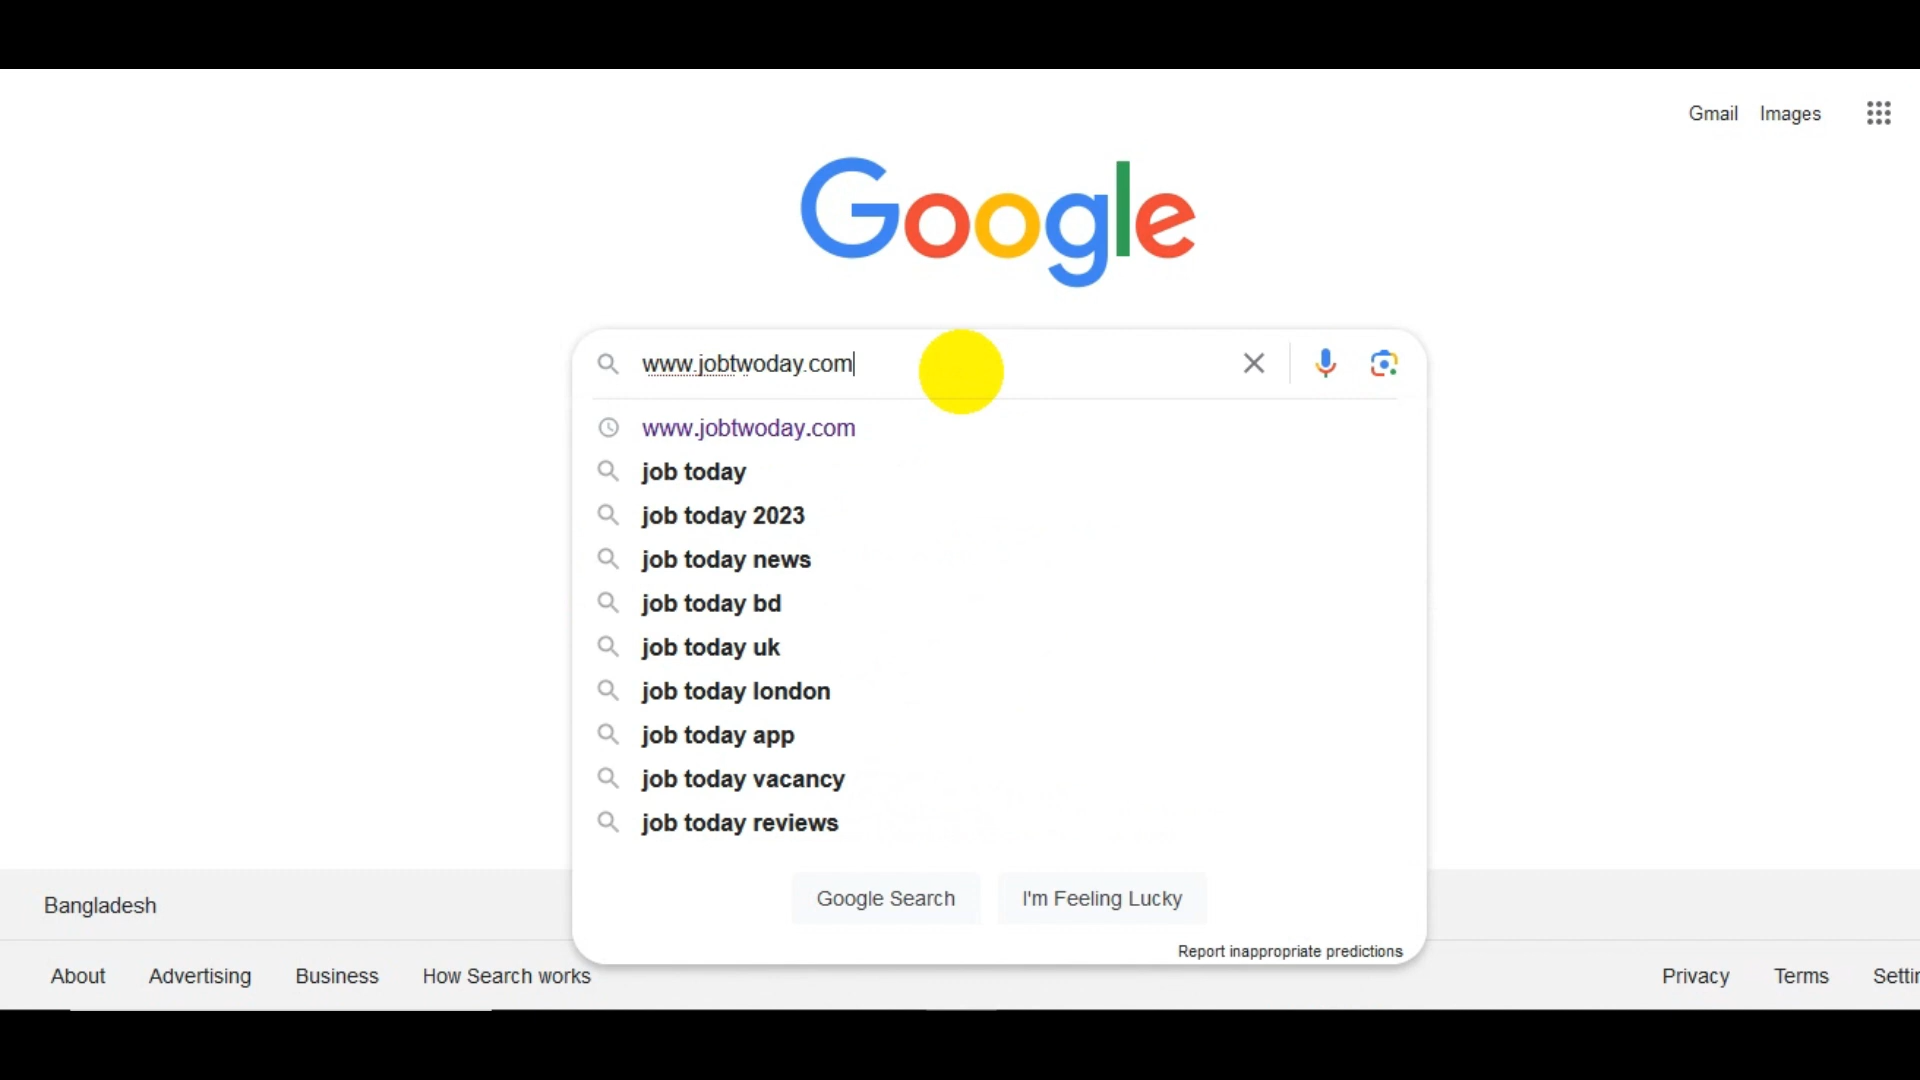 Gmail Images
Google
www.jobtwoday.com
www.jobtwoday.com
job today
job today 2023
job today news
job today bd
job today uk
job today london
job today app
job today vacancy
job today reviews
Google Search I'm Feeling Lucky
Report inappropriate predictions
Bangladesh
About Advertising Business How Search works Privacy Terms Settin